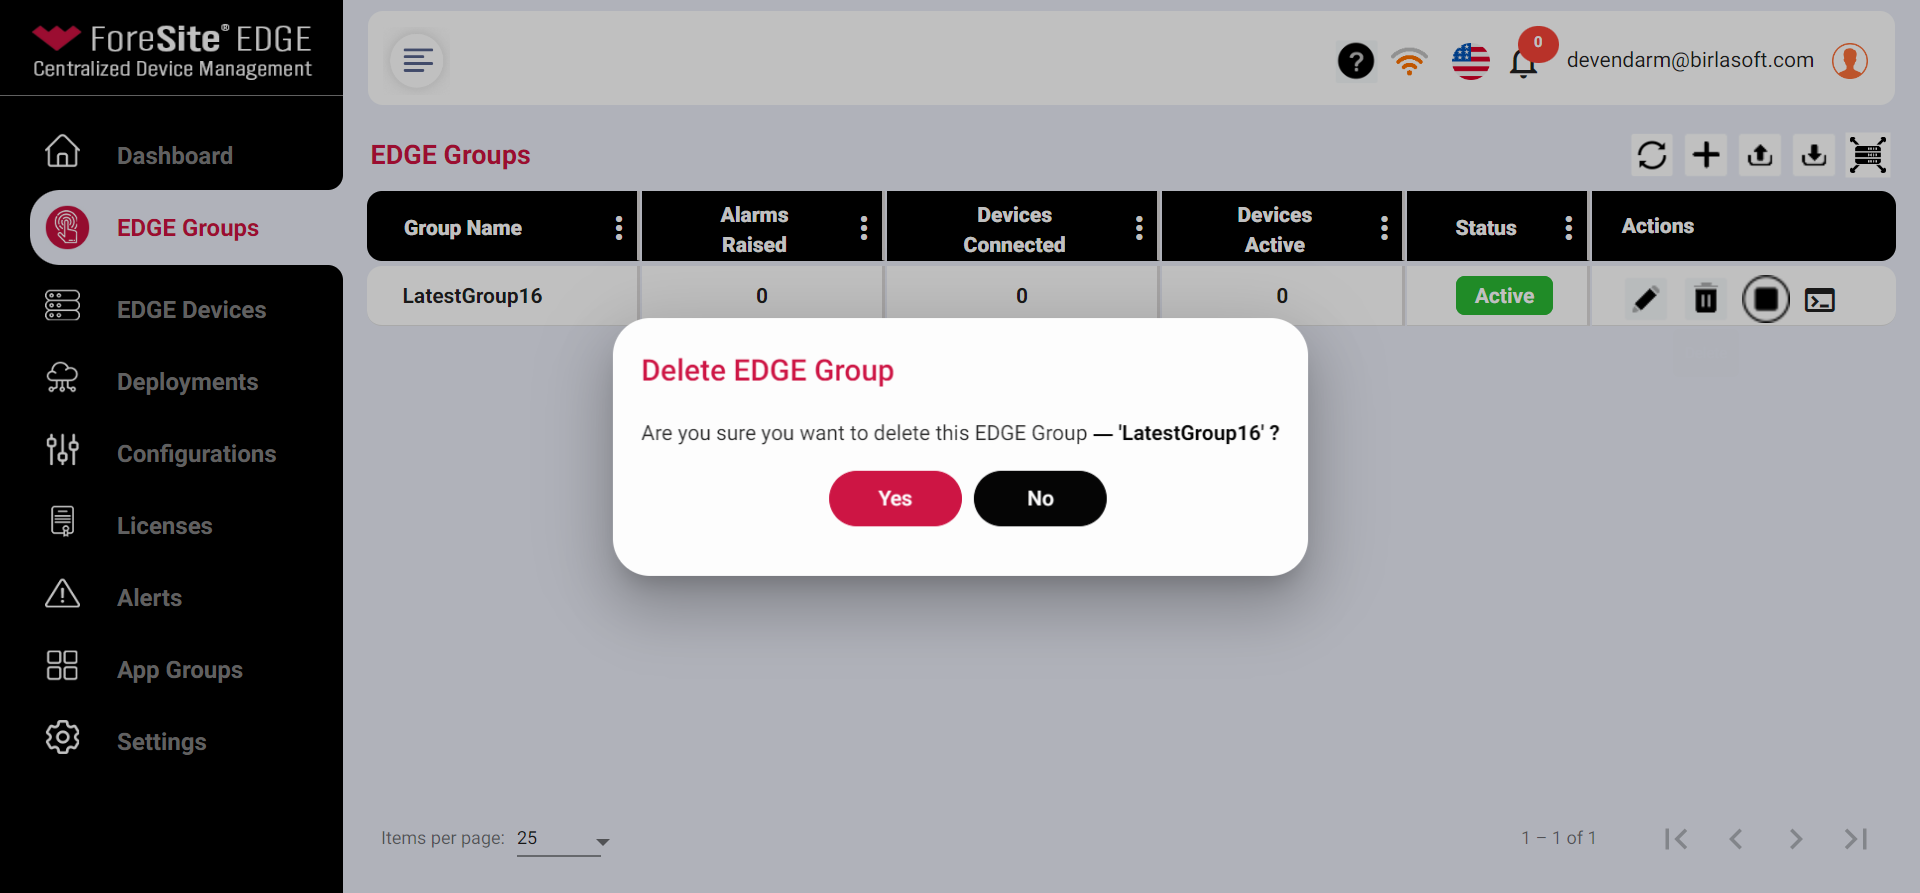 ForeSite® EDGE
Centralized Device Management
? 0 devendarm@birlasoft.com
Dashboard
EDGE Groups
EDGE Devices
Deployments
Configurations
Licenses
Alerts
App Groups
Settings
EDGE Groups
Group Name
Alarms
Raised
Devices
Connected
Devices
Active
Status
Actions
LatestGroup16 0 0 0 Active
Delete EDGE Group
Are you sure you want to delete this EDGE Group — 'LatestGroup16' ?
Yes No
Items per page: 25
1 – 1 of 1